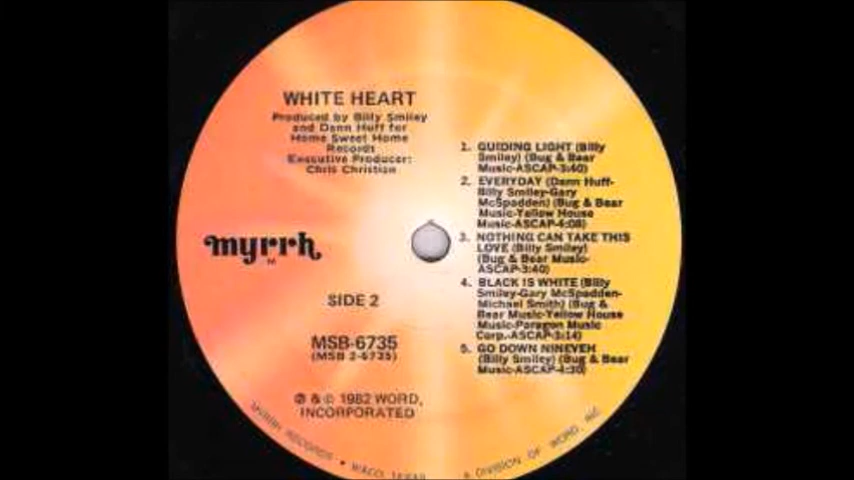 WHITE HEART
Produced by Billy Smiley
and Dann Huff for
Home Sweet Home
Records
Executive Producer:
Chris Christian
myrrh
SIDE 2
MSB-6735
(MSB 2-6735)
℗ & © 1982 WORD,
INCORPORATED
1. GUIDING LIGHT (Billy
Smiley) (Bug & Bear
Music-ASCAP-3:40)
2. EVERYDAY (Dann Huff-
Billy Smiley-Gary
McSpadden) (Bug & Bear
Music-Yellow House
Music-ASCAP-4:08)
3. NOTHING CAN TAKE THIS
LOVE (Billy Smiley)
(Bug & Bear Music-
ASCAP-3:40)
4. BLACK IS WHITE (Billy
Smiley-Gary McSpadden-
Michael Smith) (Bug &
Bear Music-Yellow House
Music-Paragon Music
Corp.-ASCAP-3:14)
5. GO DOWN NINEVEH
(Billy Smiley) (Bug & Bear
Music-ASCAP-4:30)
MYRRH RECORDS • WACO, TEXAS
A DIVISION OF WORD, INC.